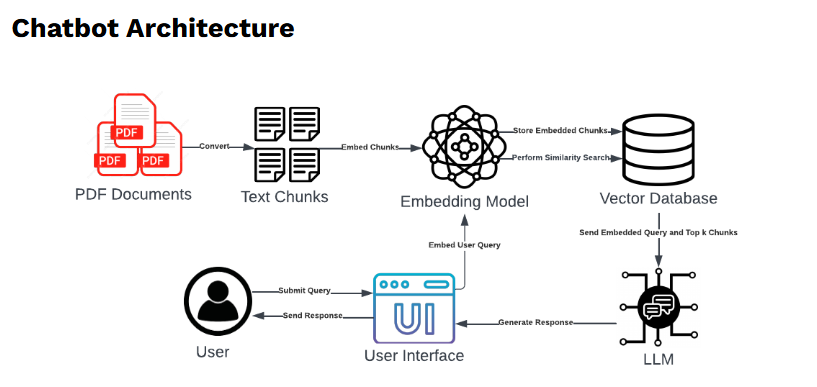 Chatbot Architecture
PDF
PDF
PDF
Convert
Embed Chunks
Store Embedded Chunks
Perform Similarity Search
PDF Documents
Text Chunks
Embedding Model
Vector Database
Send Embedded Query and Top k Chunks
Embed User Query
Submit Query
Send Response
UI
Generate Response
User
User Interface
LLM